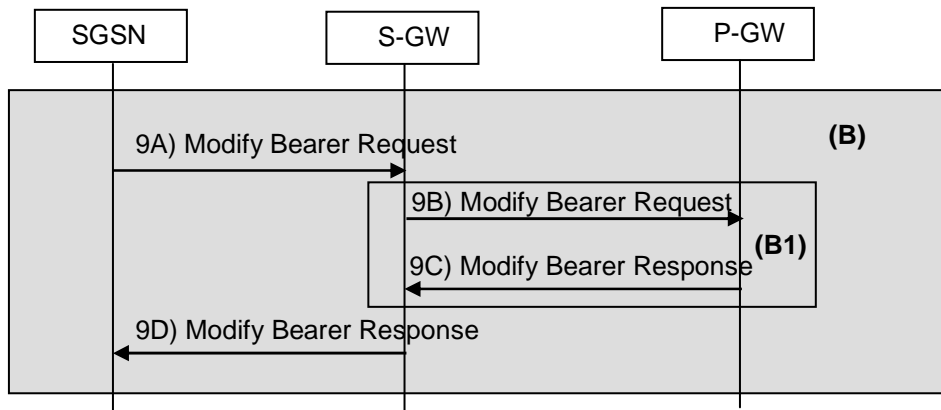 SGSN
S-GW
P-GW
(B)
9A) Modify Bearer Request
9B) Modify Bearer Request
(B1)
9C) Modify Bearer Response
9D) Modify Bearer Response